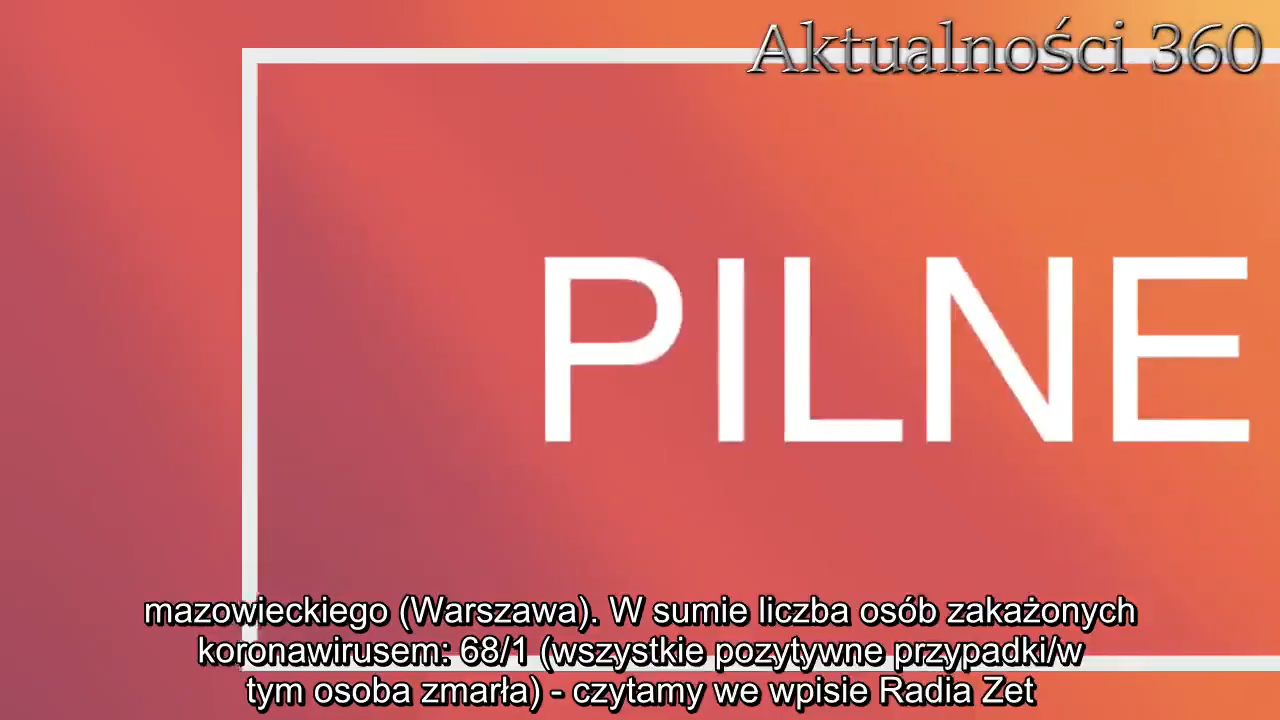 Aktualności 360
PILNE
mazowieckiego (Warszawa). W sumie liczba osób zakażonych
koronawirusem: 68/1 (wszystkie pozytywne przypadki/w
tym osoba zmarła) - czytamy we wpisie Radia Zet